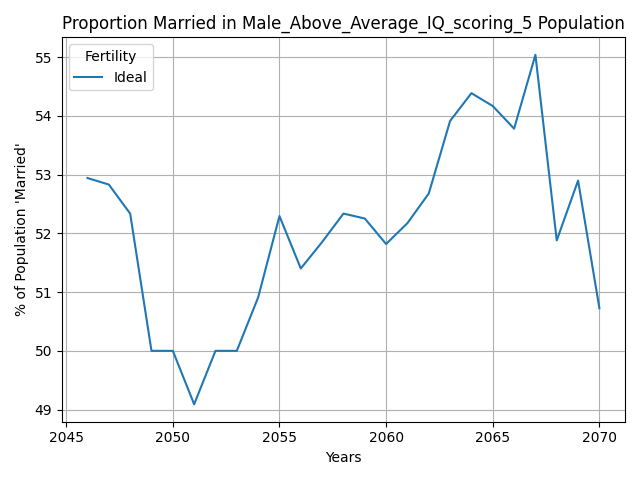 Proportion Married in Male_Above_Average_IQ_scoring_5 Population
Fertility
Ideal
% of Population 'Married'
55
54
53
52
51
50
49
2045
2050
2055
2060
2065
2070
Years